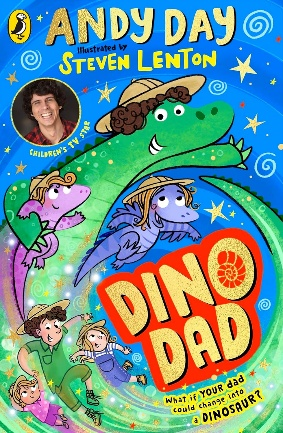 ANDY DAY
Illustrated by
STEVEN LENTON
CHILDREN'S TV STAR
DINO
DAD
What if YOUR dad
could change into
a DINOSAUR?